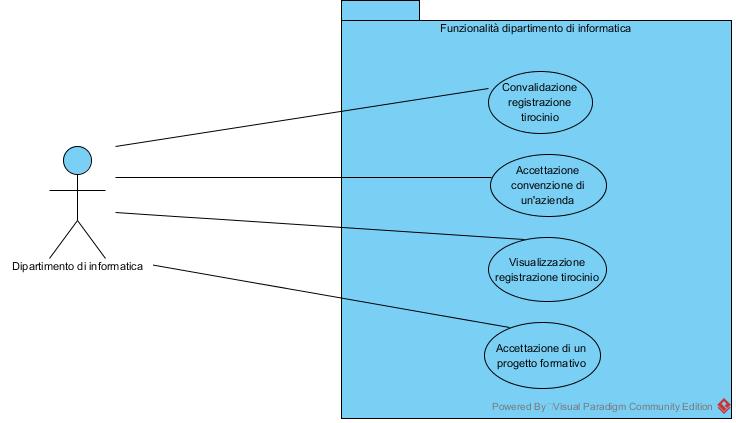 Funzionalità dipartimento di informatica
Convalidazione
registrazione
tirocinio
Accettazione
convenzione di
un'azienda
Visualizzazione
registrazione tirocinio
Dipartimento di informatica
Accettazione di un
progetto formativo
Powered By Visual Paradigm Community Edition